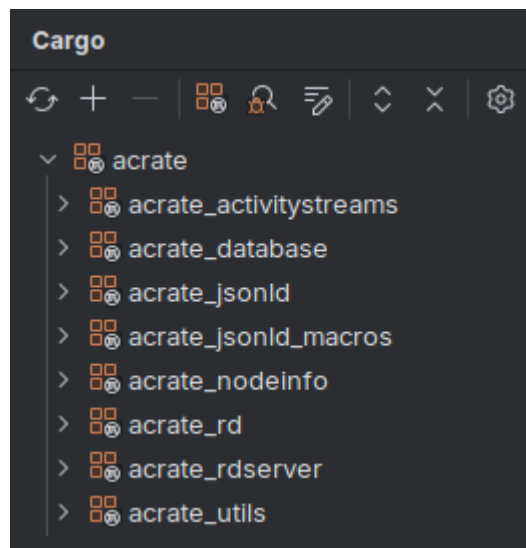 Cargo
acrate
acrate_activitystreams
acrate_database
acrate_jsonld
acrate_jsonld_macros
acrate_nodeinfo
acrate_rd
acrate_rdserver
acrate_utils